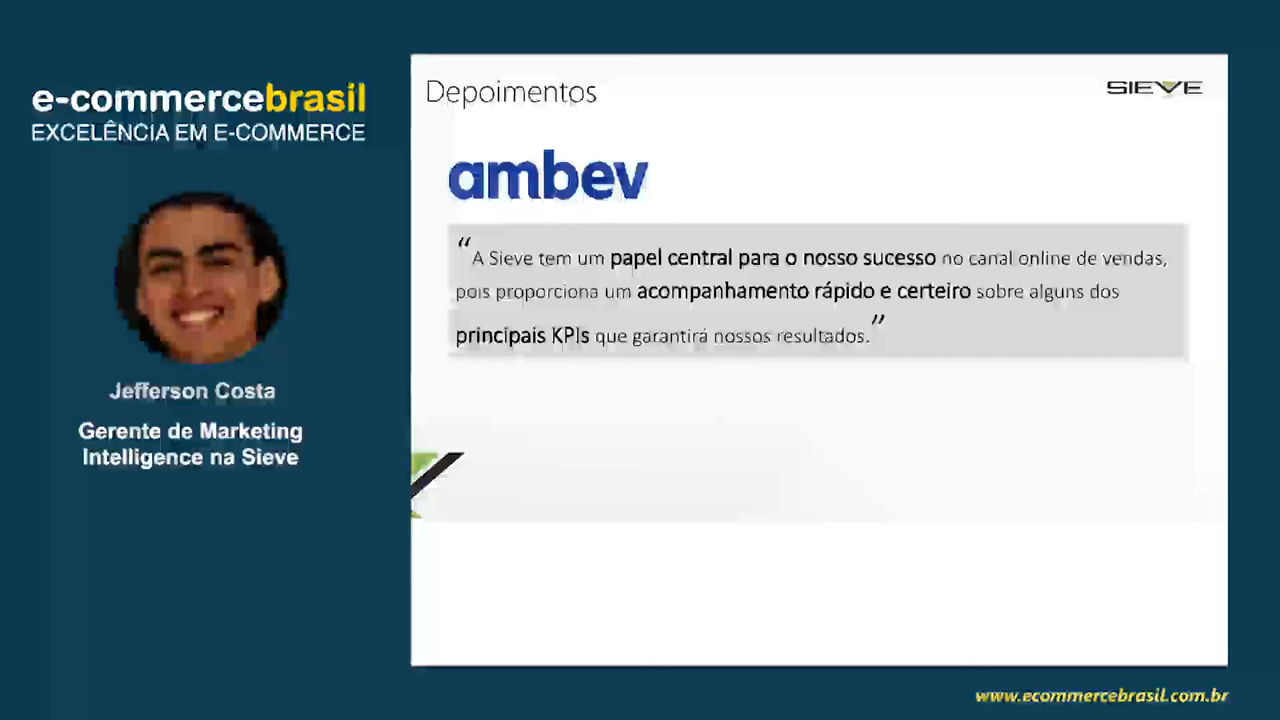 e-commercebrasil
EXCELÊNCIA EM E-COMMERCE
Jefferson Costa
Gerente de Marketing
Intelligence na Sieve
Depoimentos
SIEVE
ambev
“A Sieve tem um papel central para o nosso sucesso no canal online de vendas,
pois proporciona um acompanhamento rápido e certeiro sobre alguns dos
principais KPIs que garantirá nossos resultados.”
www.ecommercebrasil.com.br